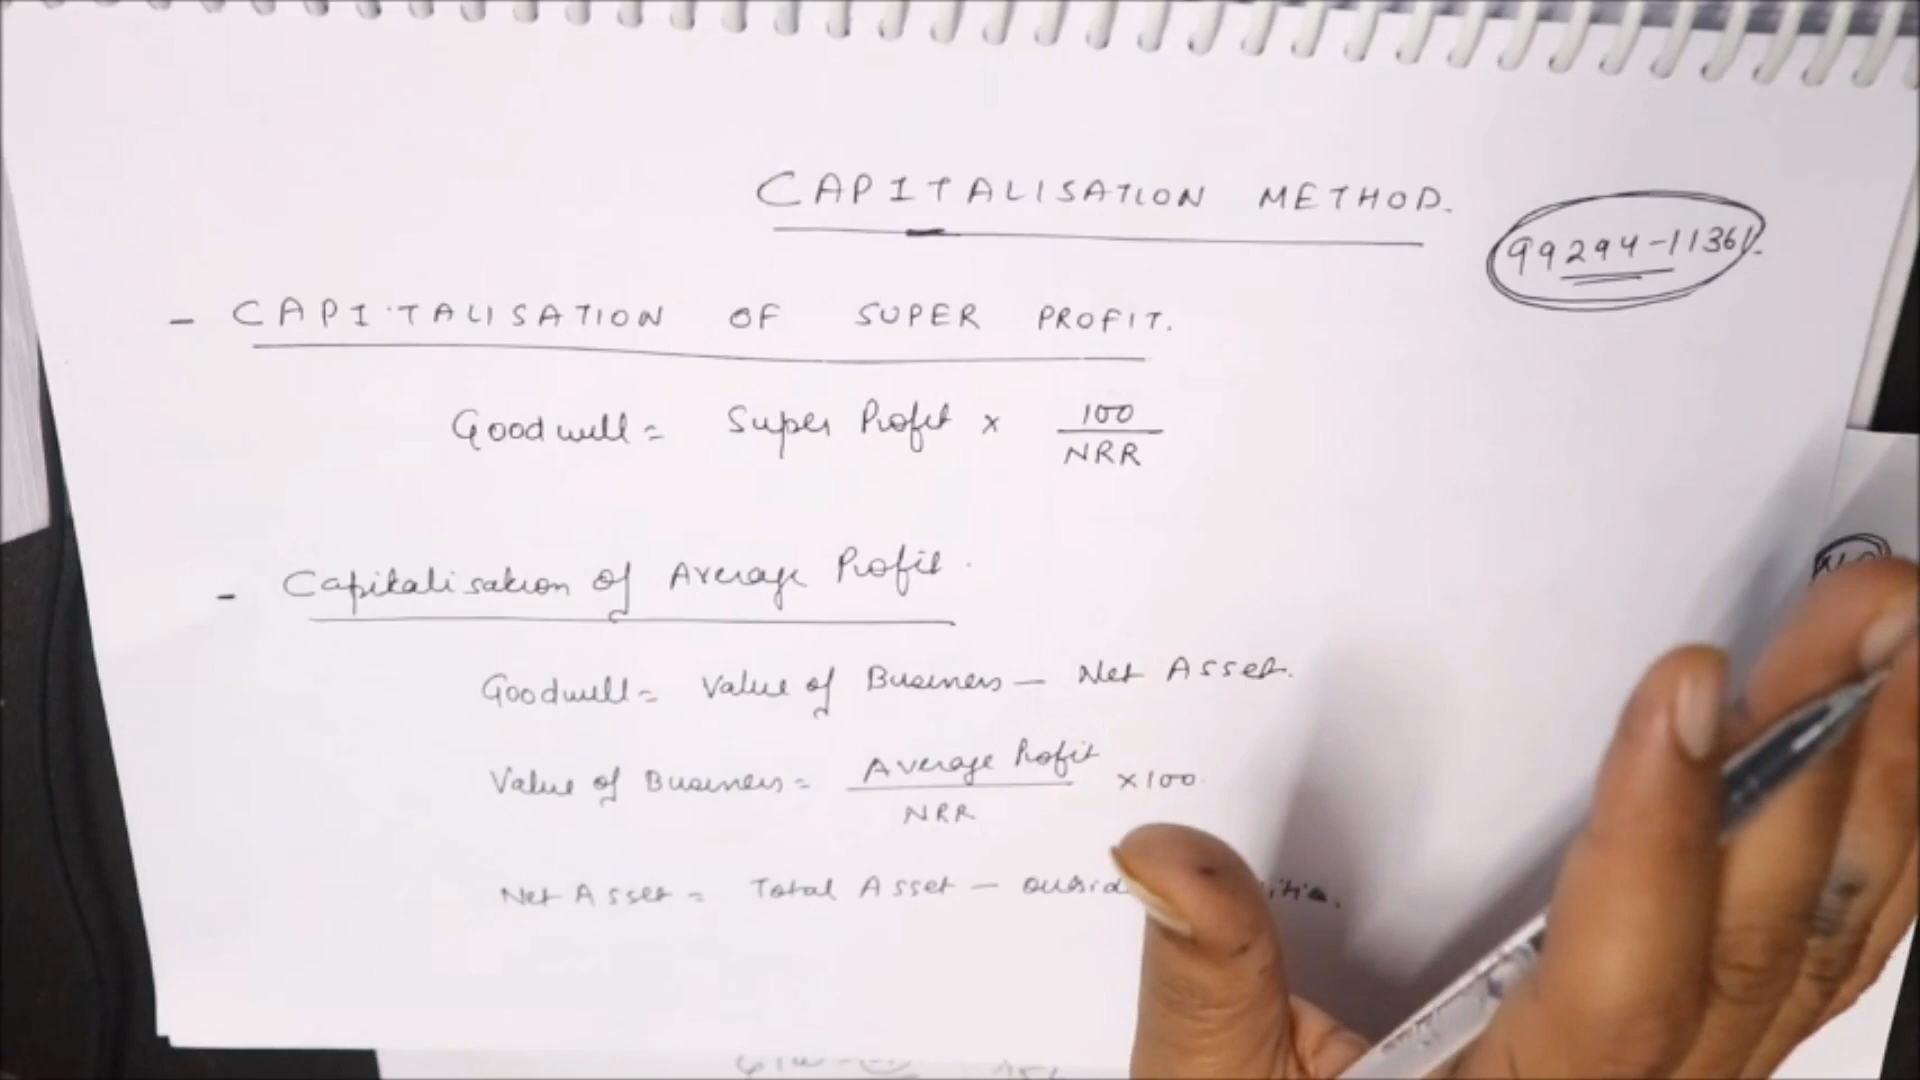 CAPITALISATION METHOD.
99294-11361.
- CAPITALISATION OF SUPER PROFIT.
Goodwill = Super Profit x 100
NRR
- Capitalisation of Average Profit.
Goodwill = Value of Business - Net Asset.
Value of Business = Average Profit x100
NRR
Net Asset = Total Asset -